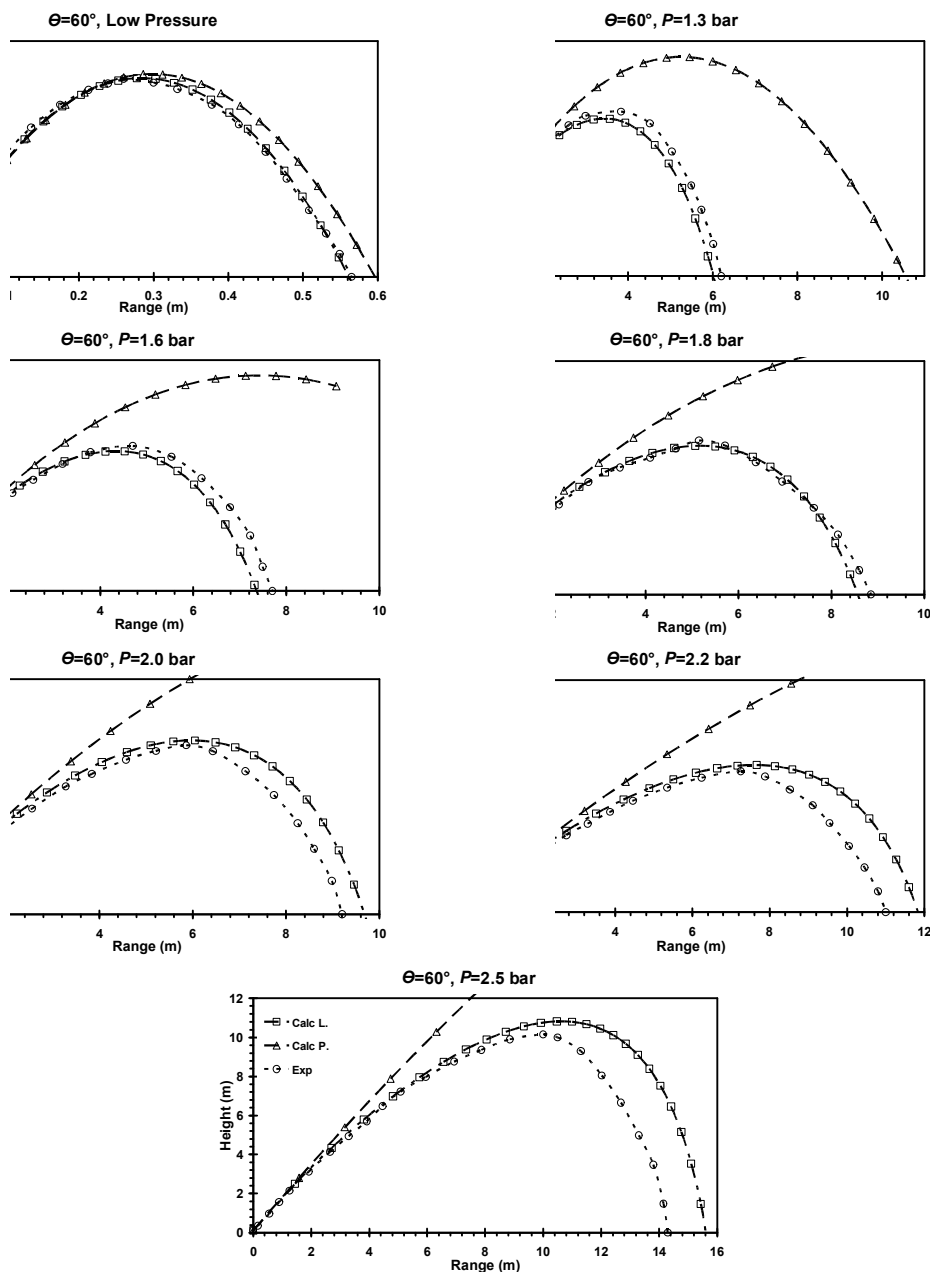 Ɵ=60°, Low Pressure
0.2 0.3 0.4 0.5 0.6
Range (m)
Ɵ=60°, P=1.3 bar
4 6 8 10
Range (m)
Ɵ=60°, P=1.6 bar
4 6 8 10
Range (m)
Ɵ=60°, P=1.8 bar
4 6 8 10
Range (m)
Ɵ=60°, P=2.0 bar
4 6 8 10
Range (m)
Ɵ=60°, P=2.2 bar
4 6 8 10 12
Range (m)
Ɵ=60°, P=2.5 bar
12
10
8
6
4
2
0
Height (m)
Calc L.
Calc P.
Exp
0 2 4 6 8 10 12 14 16
Range (m)